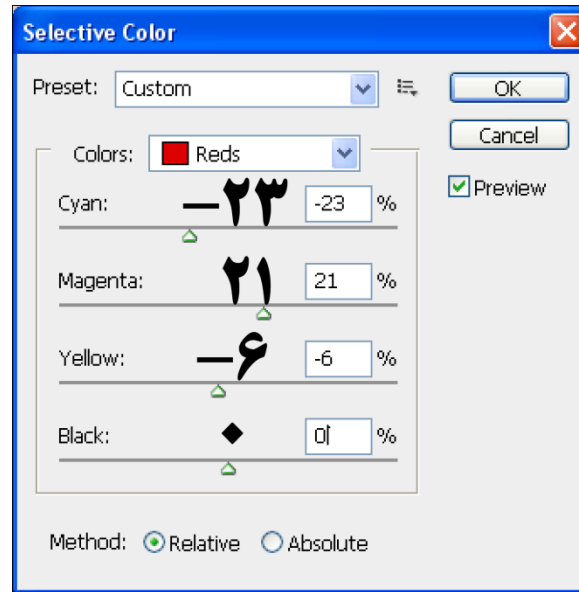 Selective Color
Preset: Custom
OK
Cancel
Preview
Colors: Reds
Cyan: —۲۳ -23 %
Magenta: ۲۱ 21 %
Yellow: —۶ -6 %
Black: ۰ 0 %
Method: Relative Absolute